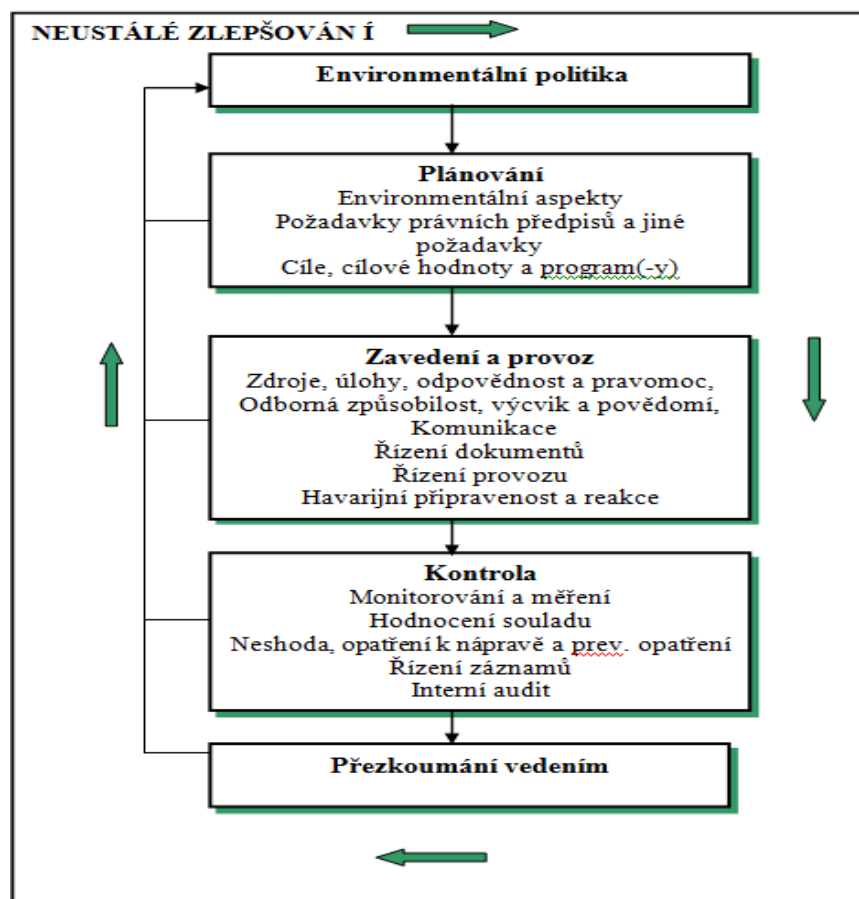 NEUSTÁLÉ ZLEPŠOVÁN Í
Environmentální politika
Plánování
Environmentální aspekty
Požadavky právních předpisů a jiné
požadavky
Cíle, cílové hodnoty a program(-y)
Zavedení a provoz
Zdroje, úlohy, odpovědnost a pravomoc,
Odborná způsobilost, výcvik a povědomí,
Komunikace
Řízení dokumentů
Řízení provozu
Havarijní připravenost a reakce
Kontrola
Monitorování a měření
Hodnocení souladu
Neshoda, opatření k nápravě a prev. opatření
Řízení záznamů
Interní audit
Přezkoumání vedením